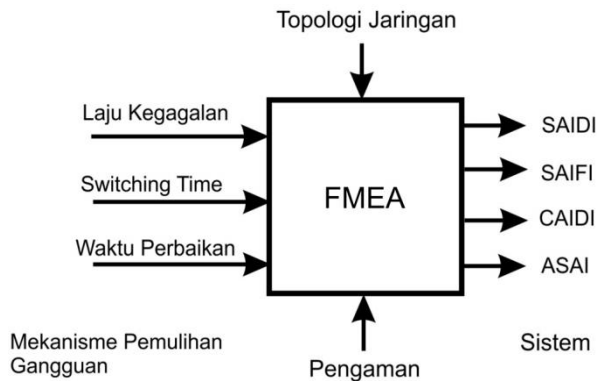 Topologi Jaringan
Laju Kegagalan
Switching Time
Waktu Perbaikan
FMEA
SAIDI
SAIFI
CAIDI
ASAI
Mekanisme Pemulihan
Gangguan
Pengaman
Sistem